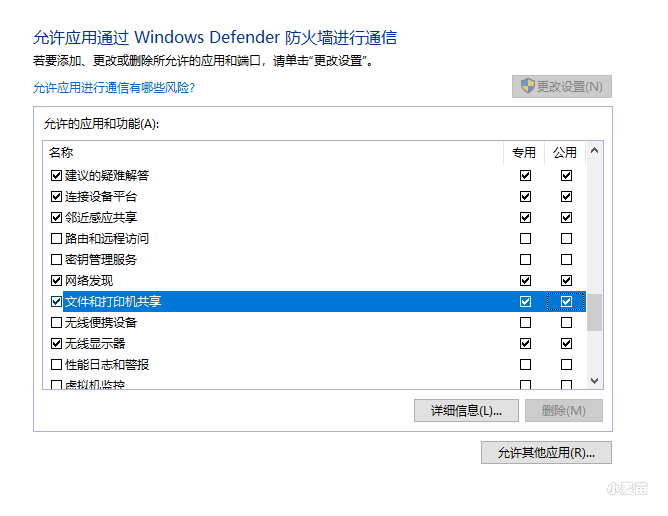 允许应用通过 Windows Defender 防火墙进行通信
若要添加、更改或删除所允许的应用和端口，请单击“更改设置”。
允许应用进行通信有哪些风险?
更改设置(N)
允许的应用和功能(A):
名称 专用 公用
建议的疑难解答
连接设备平台
邻近感应共享
路由和远程访问
密钥管理服务
网络发现
文件和打印机共享
无线便携设备
无线显示器
性能日志和警报
虚拟机监控
详细信息(L)...
删除(M)
允许其他应用(R)...